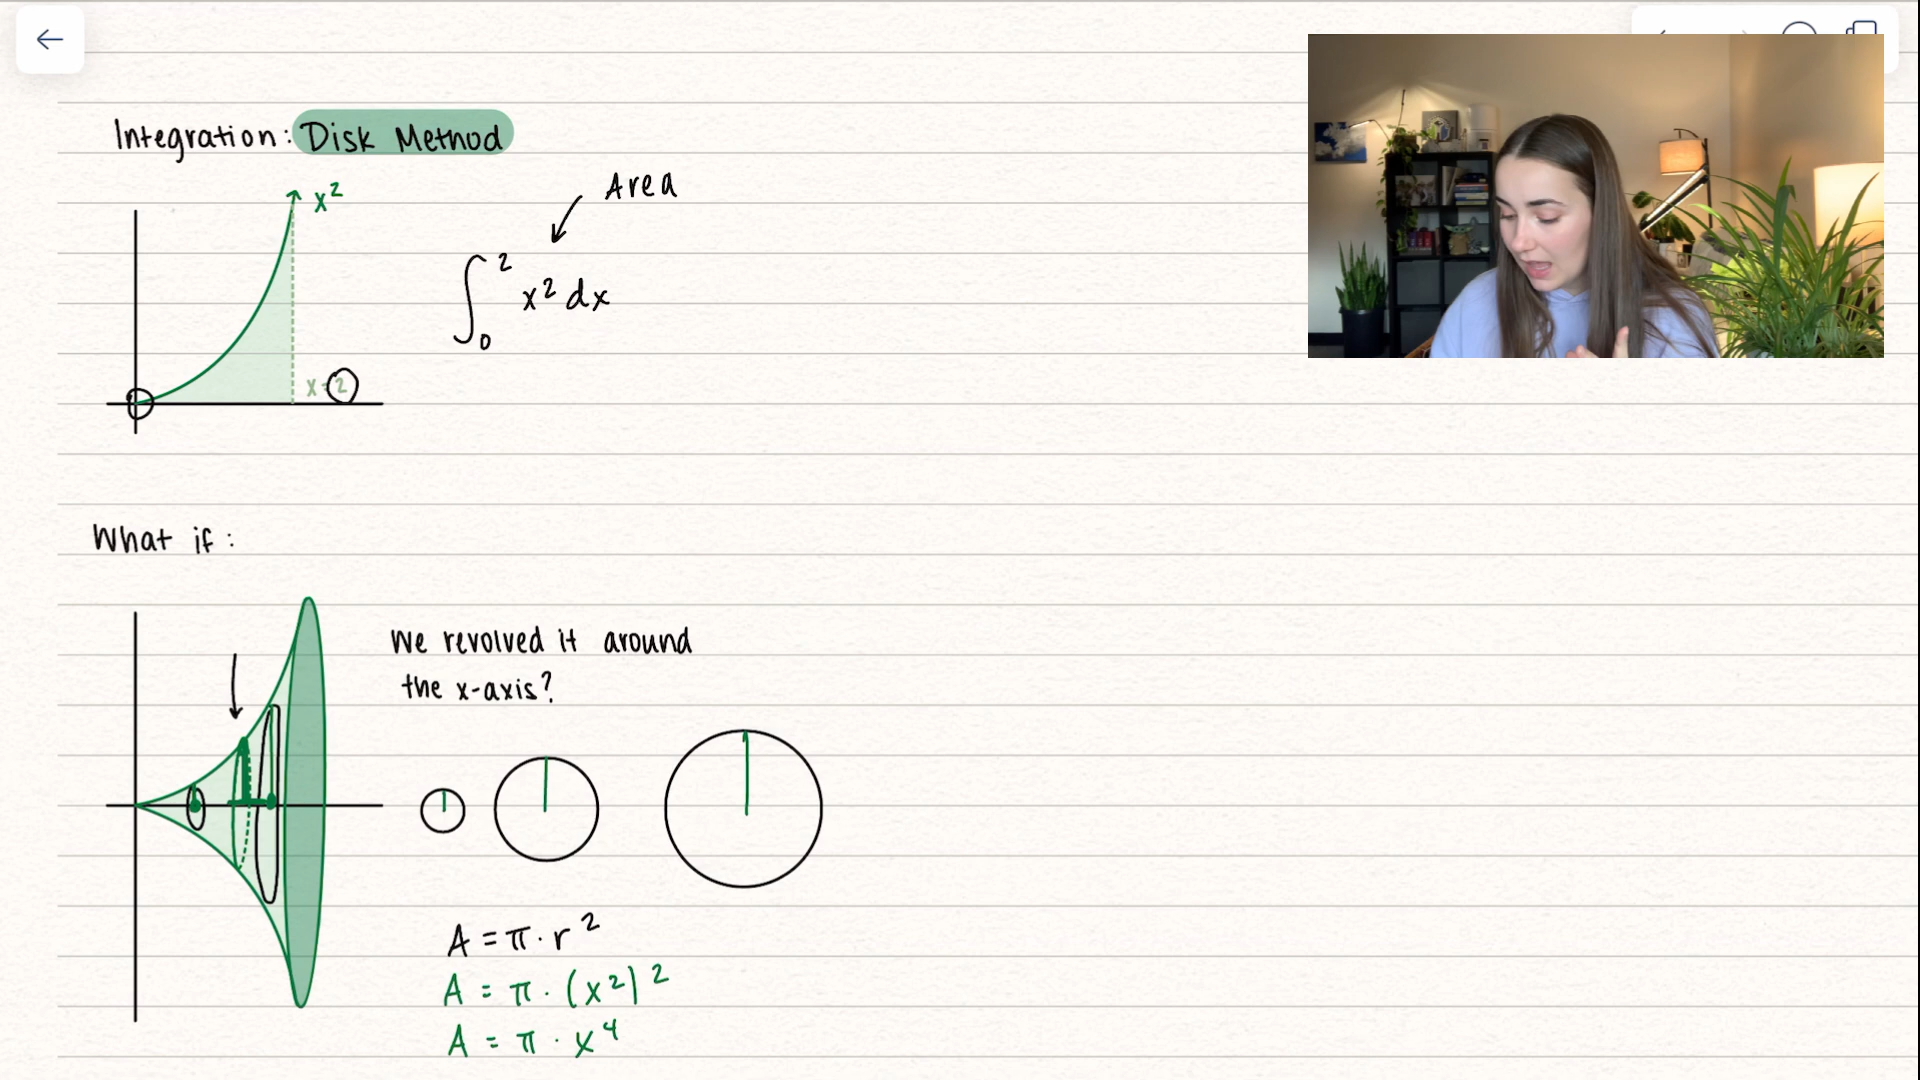 Integration: Disk Method
x²
Area
∫₀² x² dx
x=2
What if:
We revolved it around
the x-axis?
A = π · r²
A = π · (x²)²
A = π · x⁴